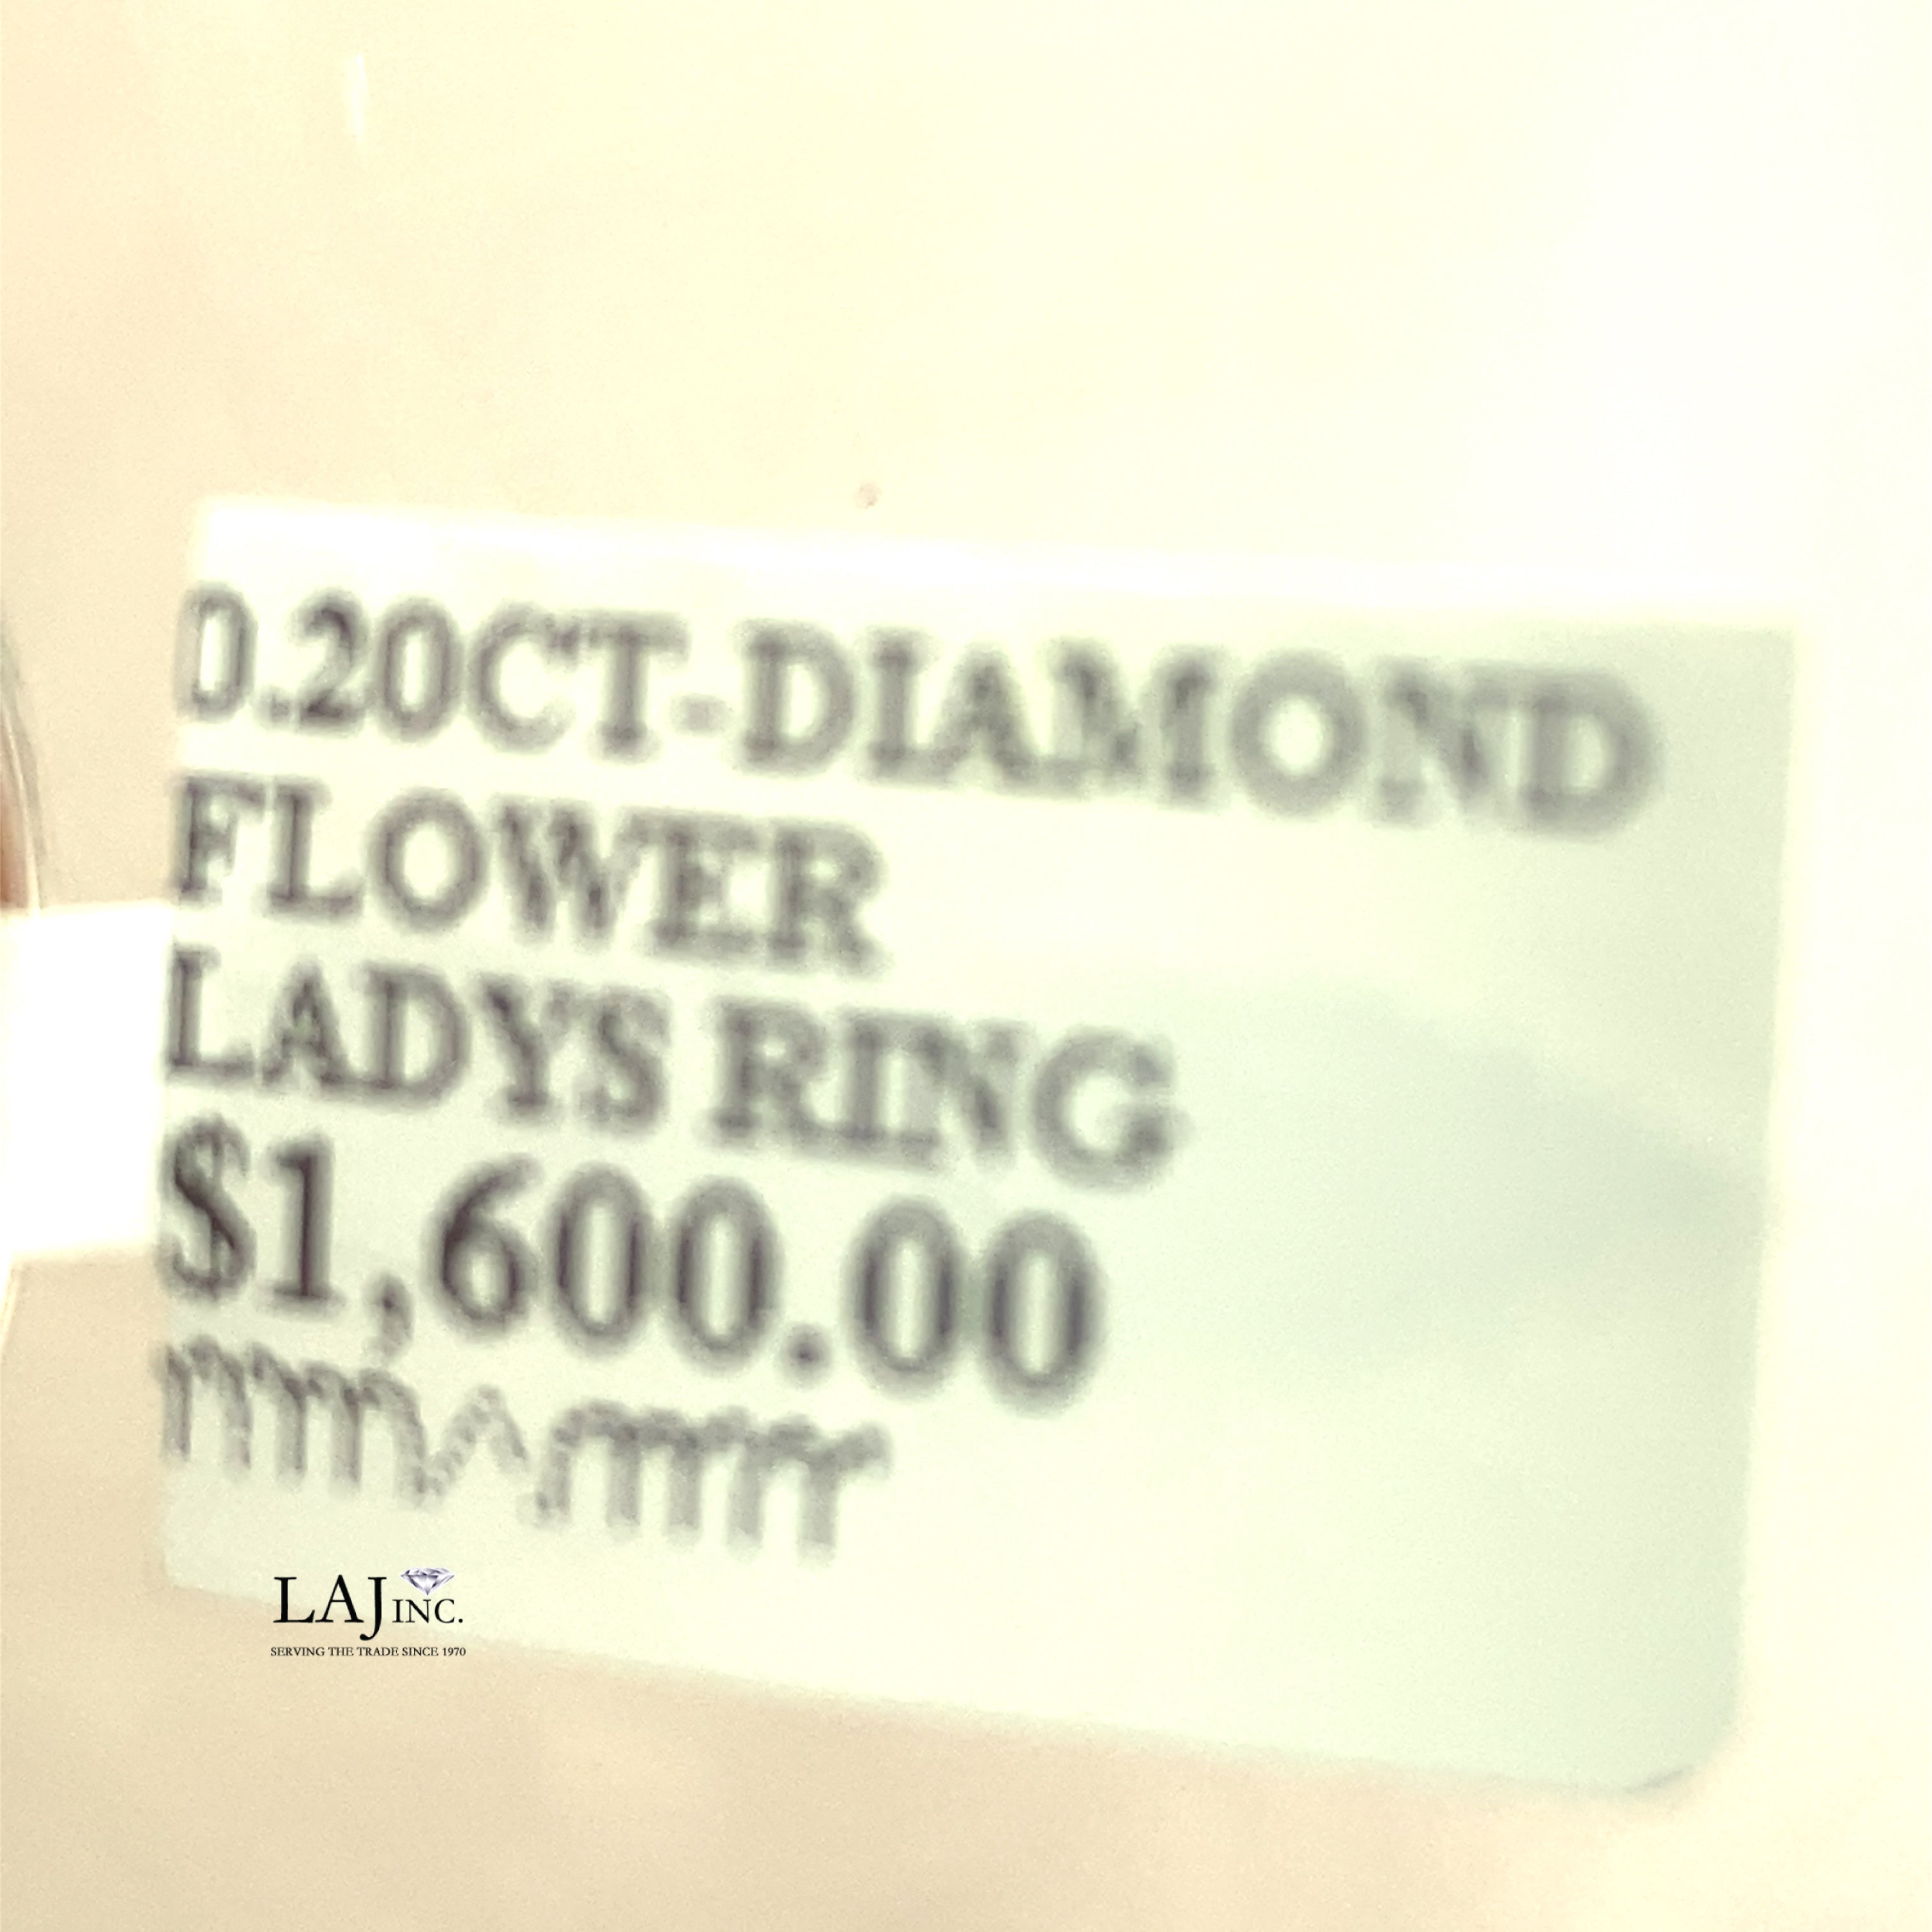 0.20CT-DIAMOND
FLOWER
LADYS RING
$1,600.00
LAJ INC.
SERVING THE TRADE SINCE 1970